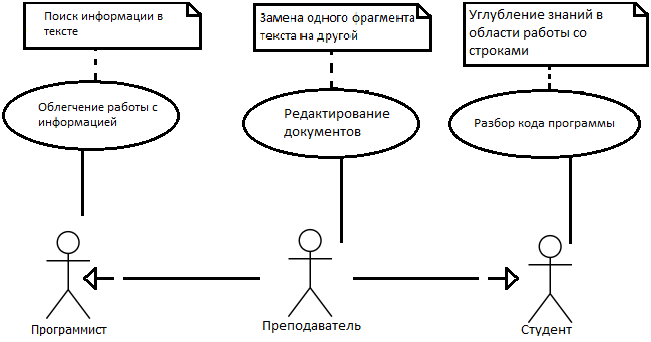 Поиск информации в
тексте
Замена одного фрагмента
текста на другой
Углубление знаний в
области работы со
строками
Облегчение работы с
информацией
Редактирование
документов
Разбор кода программы
Программист
Преподаватель
Студент